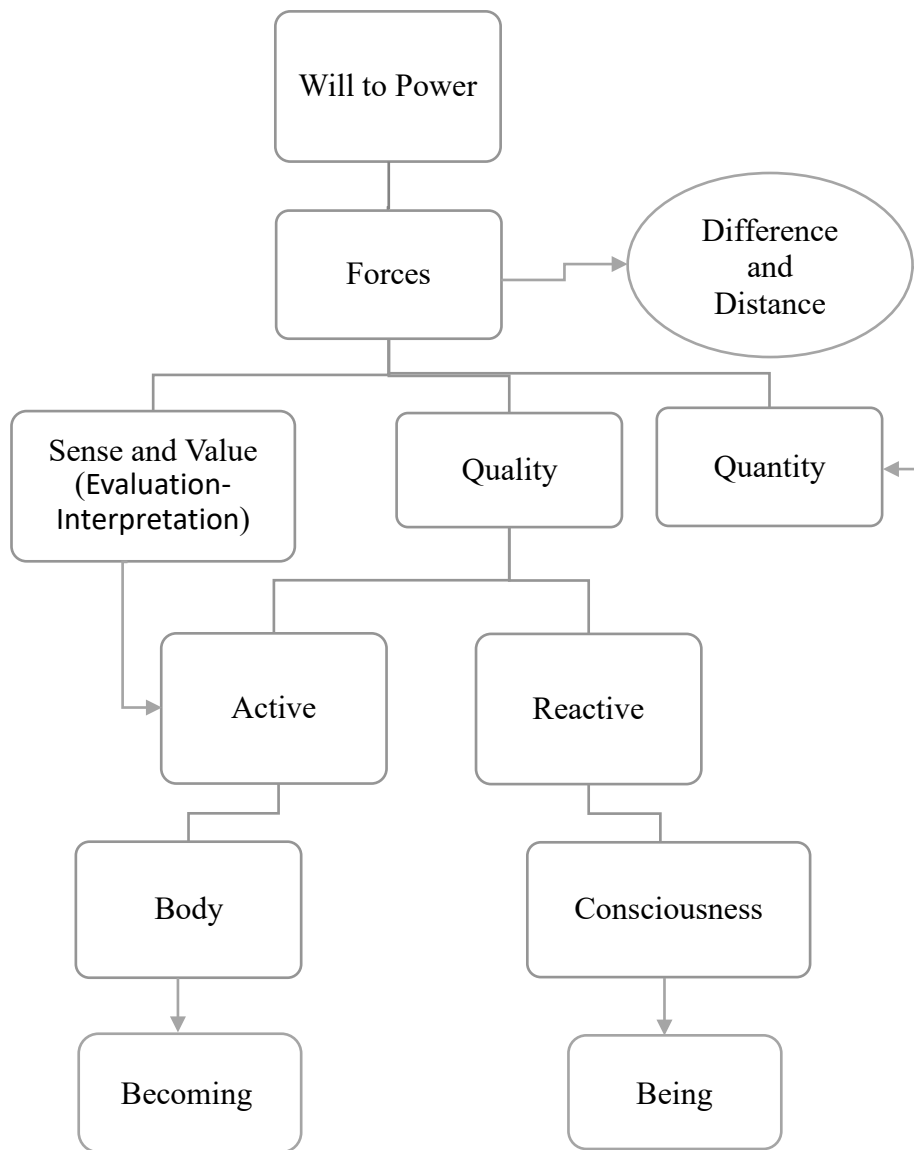 Will to Power
Forces
Difference
and
Distance
Sense and Value
(Evaluation-
Interpretation)
Quality
Quantity
Active
Reactive
Body
Consciousness
Becoming
Being